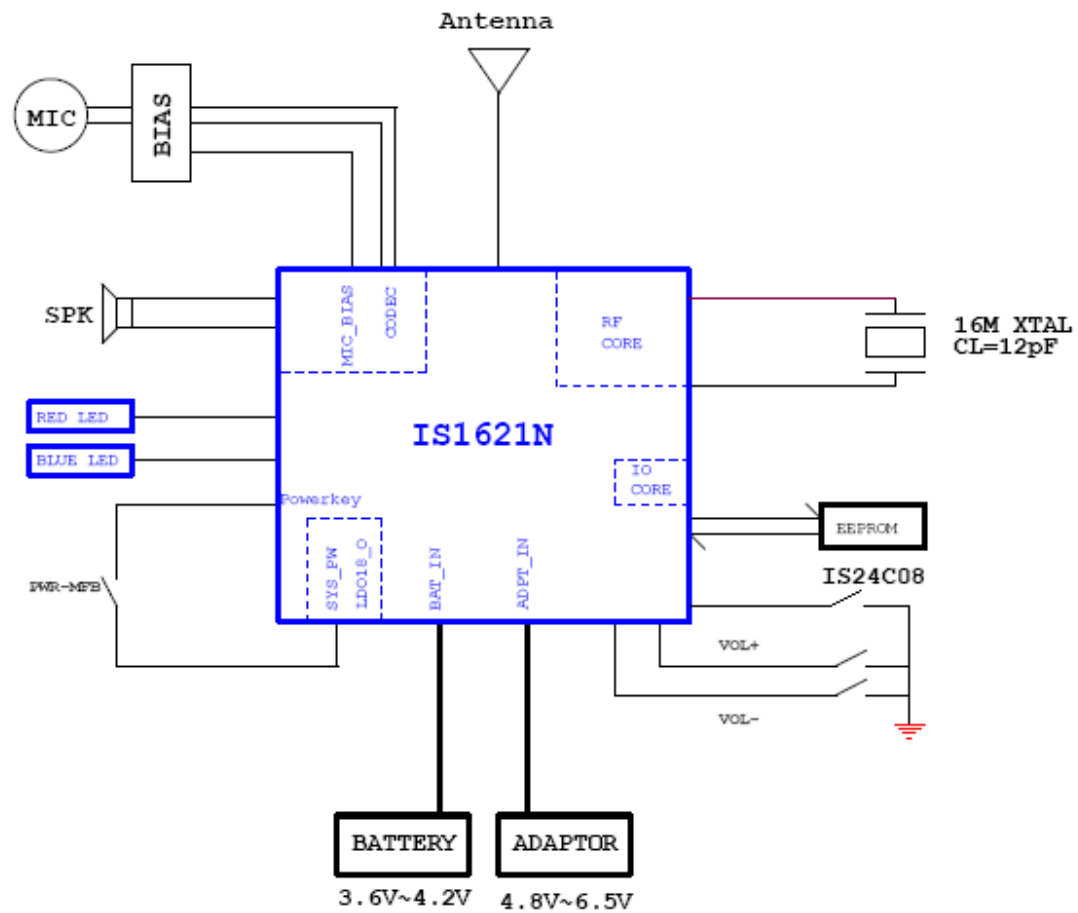 Antenna
MIC
BIAS
MIC_BIAS
CODEC
SPK
RF
CORE
16M XTAL
CL=12pF
RED LED
BLUE LED
IS1621N
IO
CORE
Powerkey
EEPROM
IS24C08
PWR-MFB
SYS_PW
LDO18_O
BAT_IN
ADPT_IN
VOL+
VOL-
BATTERY
ADAPTOR
3.6V~4.2V
4.8V~6.5V